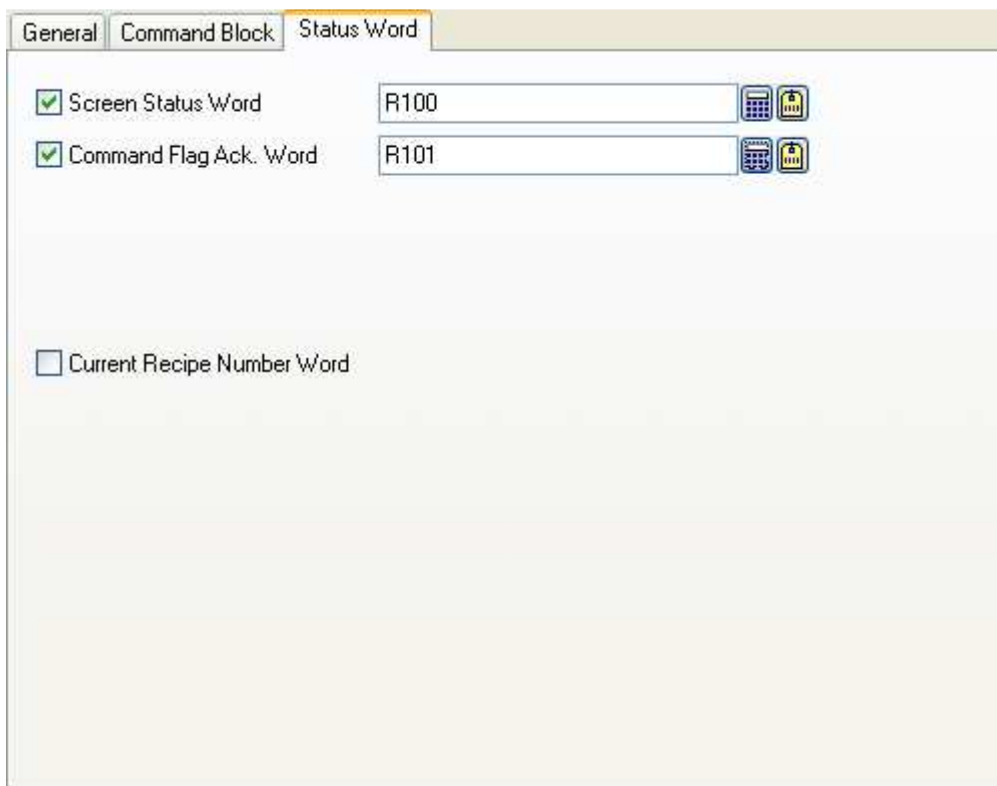 General Command Block Status Word
Screen Status Word R100
Command Flag Ack. Word R101
Current Recipe Number Word